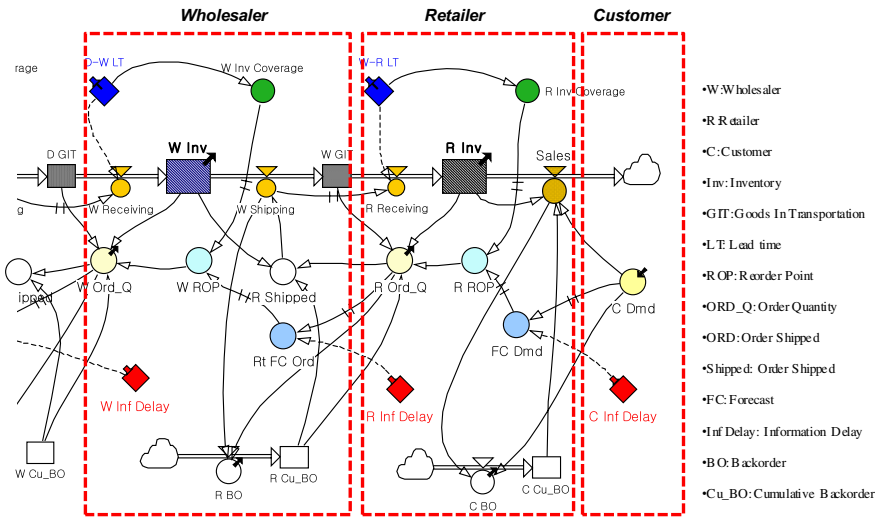 Wholesaler
Retailer
Customer
rage
D-W LT
W Inv Coverage
W-R LT
R Inv Coverage
D GIT
W Inv
W GIT
R Inv
Sales
g
W Receiving
W Shipping
R Receiving
ipped
W Ord_Q
W ROP
R Shipped
R Ord_Q
R ROP
C Dmd
Rt FC Ord
FC Dmd
W Inf Delay
R Inf Delay
C Inf Delay
W Cu_BO
R BO
R Cu_BO
C BO
C Cu_BO
•W:Wholesaler
•R:Retailer
•C:Customer
•Inv: Inventory
•GIT:Goods In Transportation
•LT: Lead time
•ROP:Reorder Point
•ORD_Q:Order Quantity
•ORD:Order Shipped
•Shipped: Order Shipped
•FC: Forecast
•Inf Delay: Information Delay
•BO:Backorder
•Cu_BO:Cumulative Backorder